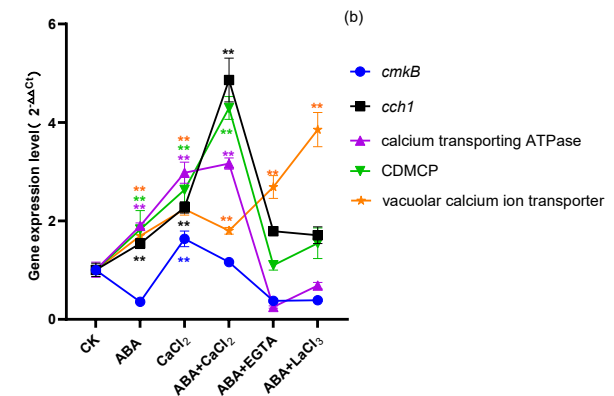 (b)
Gene expression level( 2-ΔΔCt)
6
4
2
0
** ** ** ** ** ** ** ** ** ** ** ** ** ** ** ** **
CK
ABA
CaCl2
ABA+CaCl2
ABA+EGTA
ABA+LaCl3
cmkB
cch1
calcium transporting ATPase
CDMCP
vacuolar calcium ion transporter